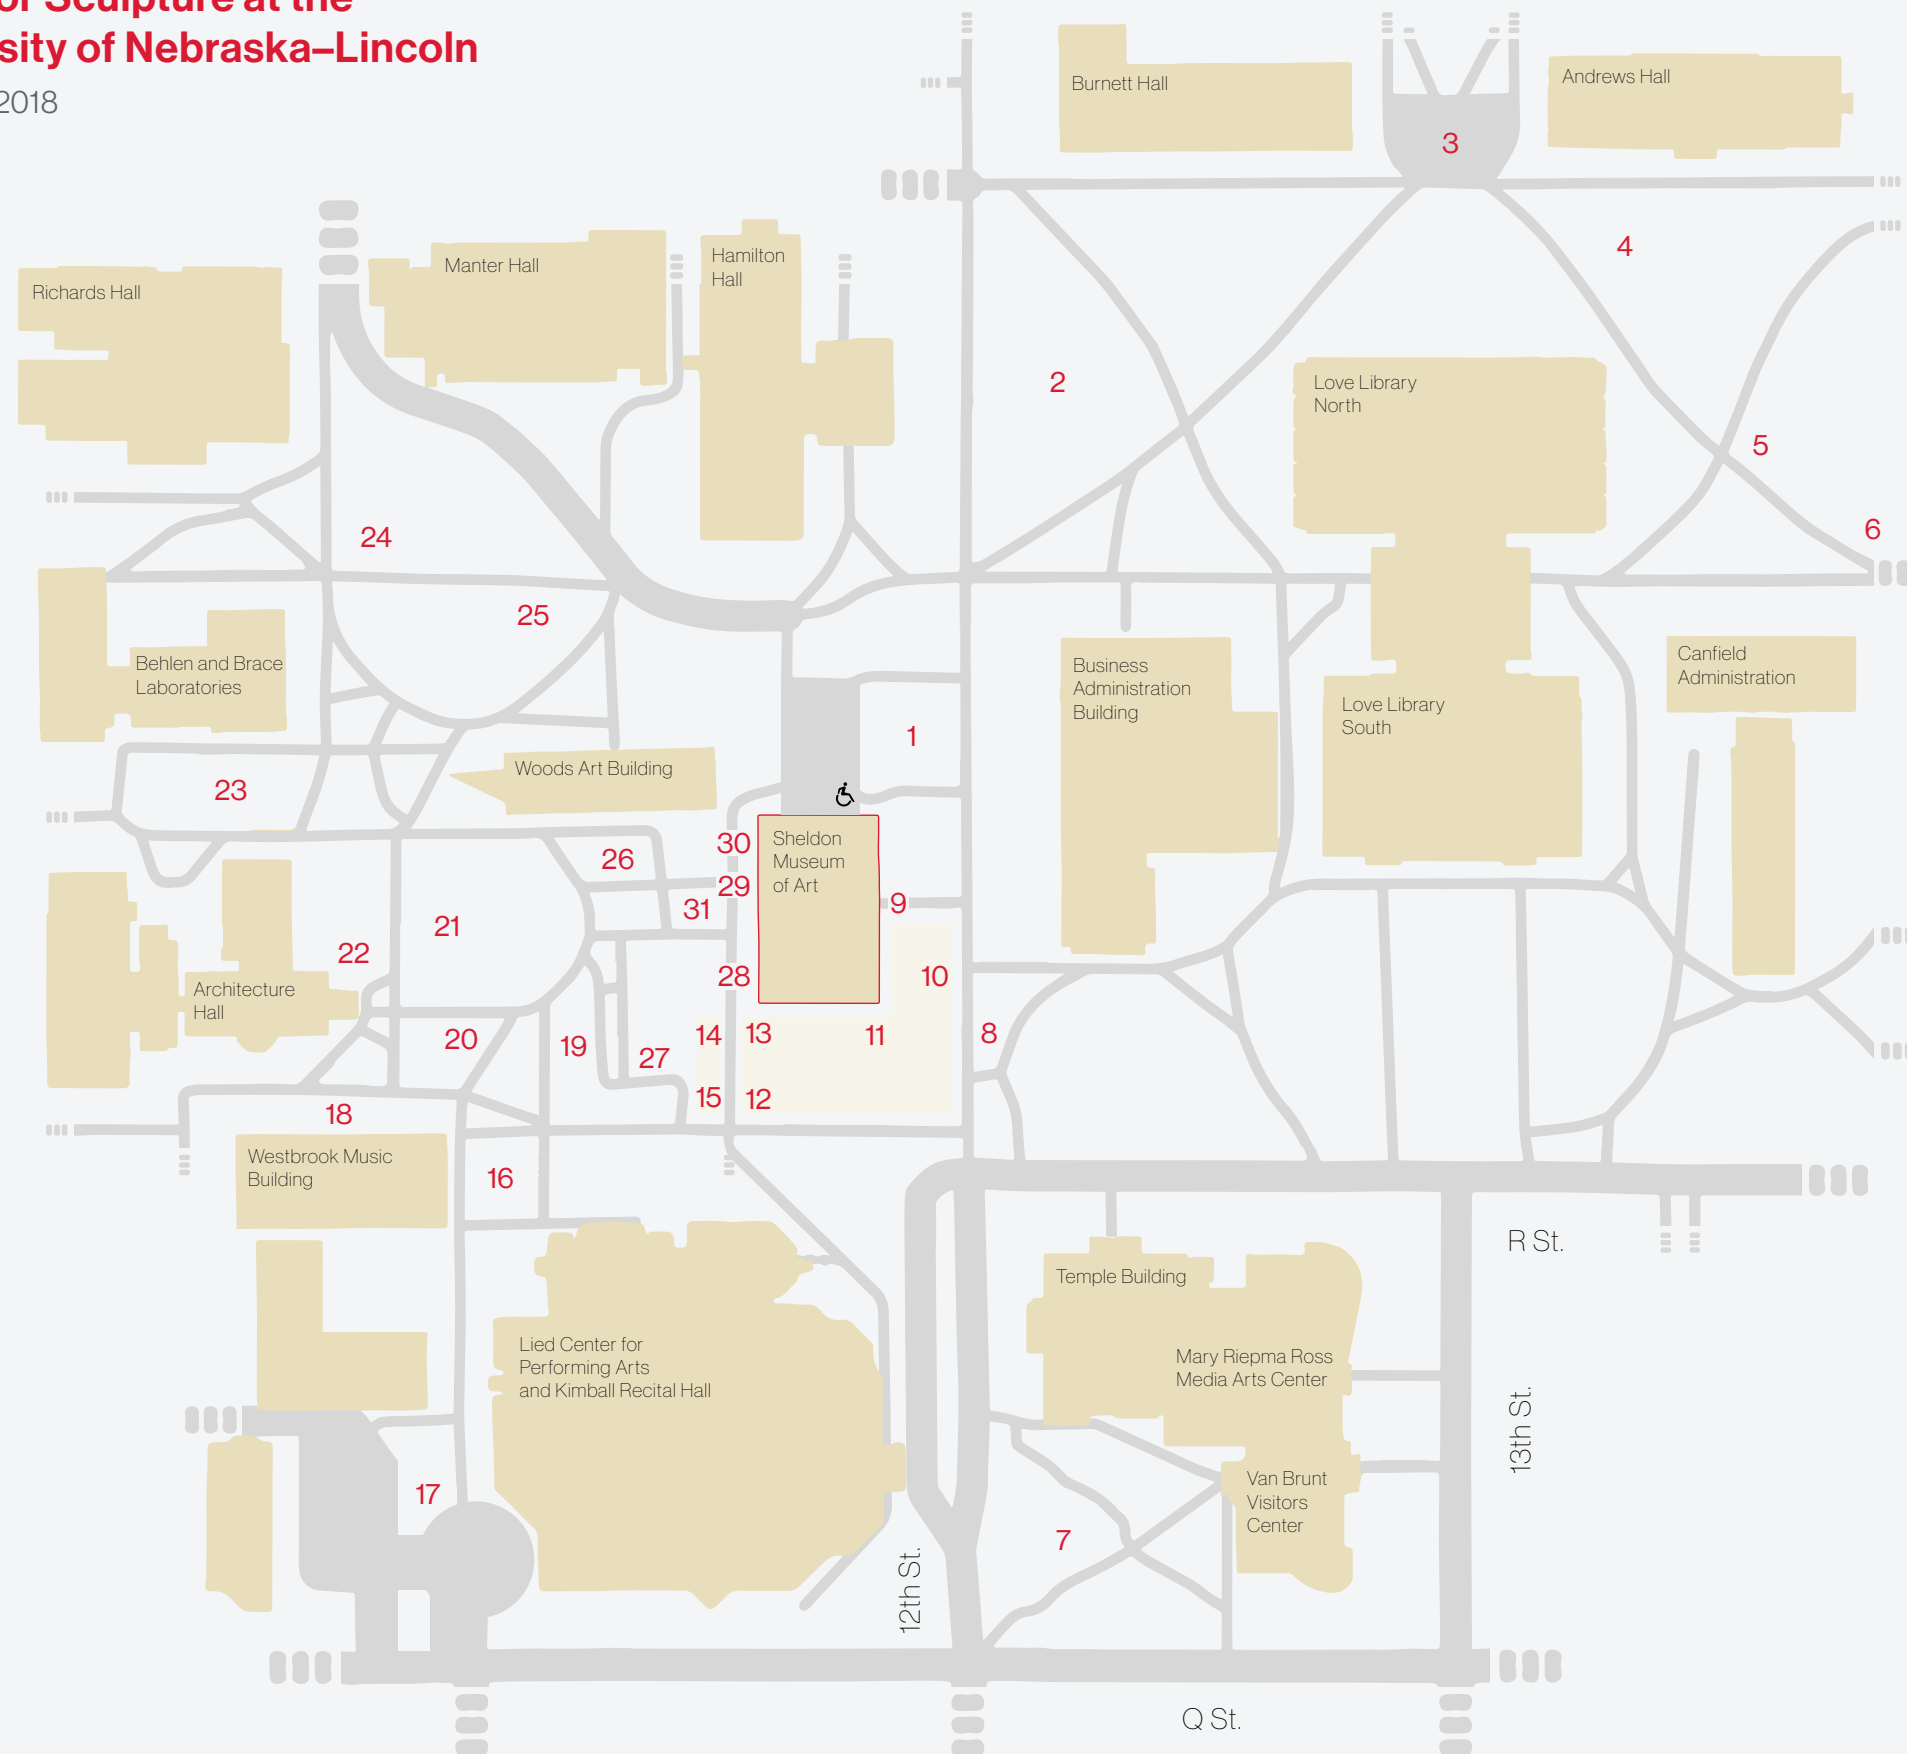 or Sculpture at the
sity of Nebraska–Lincoln
2018
Burnett Hall
Andrews Hall
3
4
Richards Hall
Manter Hall
Hamilton
Hall
2
Love Library
North
5
6
24
25
Behlen and Brace
Laboratories
Business
Administration
Building
Love Library
South
Canfield
Administration
1
Woods Art Building
23
30
Sheldon
Museum
of Art
26
29
31
9
21
22
28
10
Architecture
Hall
20
19
27
14
13
11
8
15
12
18
Westbrook Music
Building
16
R St.
Temple Building
Lied Center for
Performing Arts
and Kimball Recital Hall
Mary Riepma Ross
Media Arts Center
13th St.
17
Van Brunt
Visitors
Center
7
12th St.
Q St.